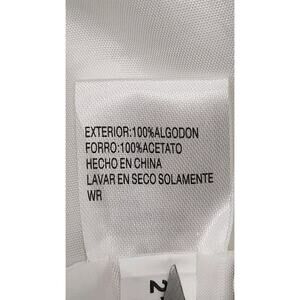 EXTERIOR:100%ALGODON
FORRO:100%ACETATO
HECHO EN CHINA
LAVAR EN SECO SOLAMENTE
WR